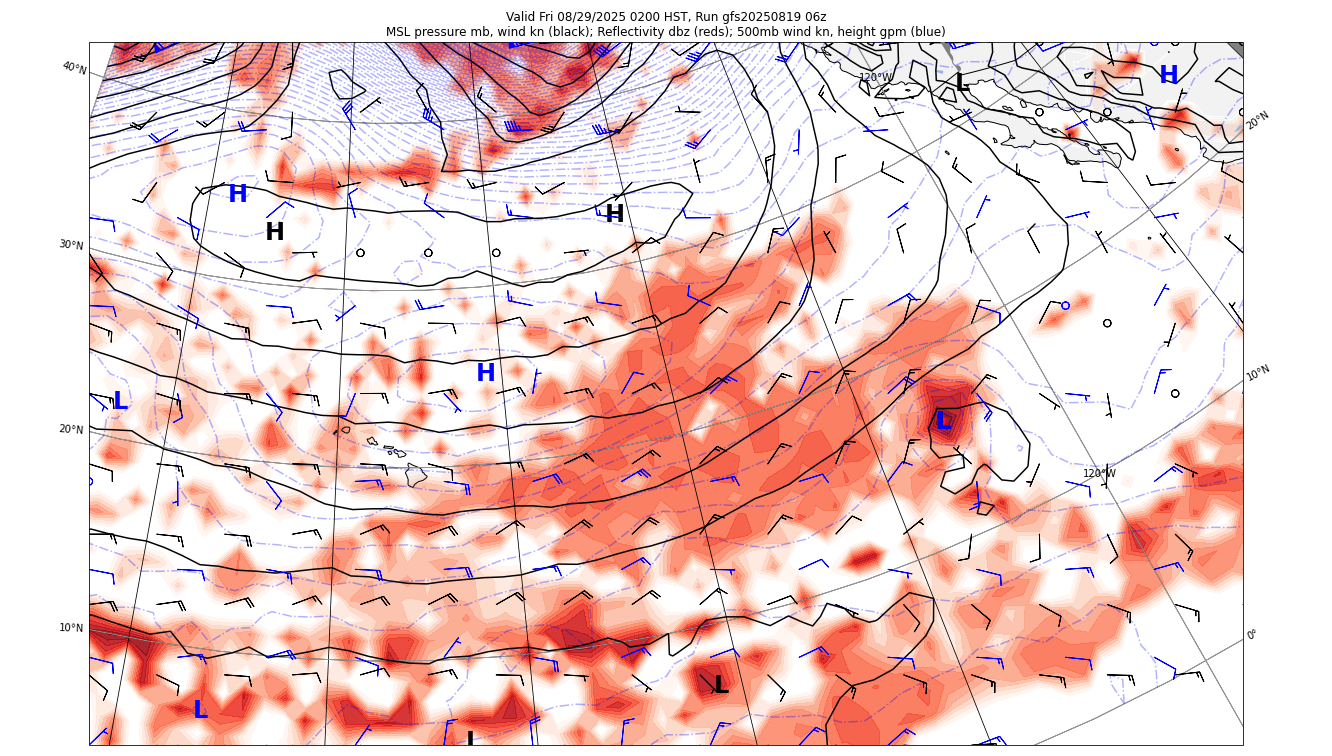 Valid Fri 08/29/2025 0200 HST, Run gfs20250819 06z
MSL pressure mb, wind kn (black); Reflectivity dbz (reds); 500mb wind kn, height gpm (blue)
40°N
120°W
L
H
20°N
H
H
H
30°N
H
10°N
L
L
20°N
120°W
10°N
0°
L
L
L